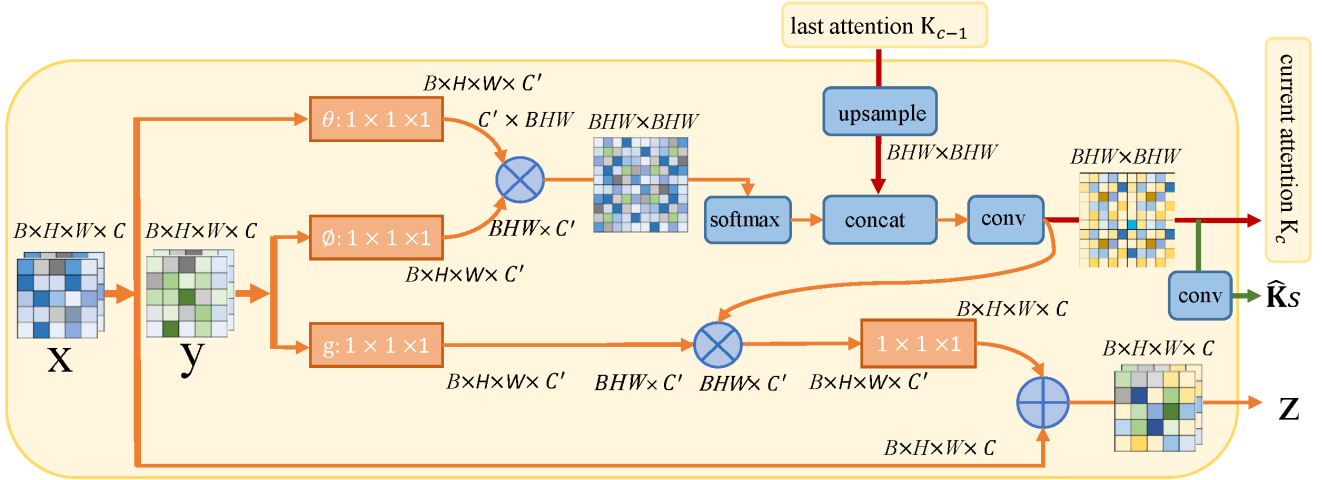 last attention K_{c−1}
current attention K_c
B×H×W× C′
θ: 1 × 1 ×1
C′ × BHW
BHW×BHW
upsample
BHW×BHW
BHW×BHW
B×H×W× C
B×H×W× C
∅: 1 × 1 ×1
BHW× C′
B×H×W× C′
softmax
concat
conv
conv
K̂s
x
y
g: 1 × 1 ×1
B×H×W× C′
BHW× C′
BHW× C′
1 × 1 ×1
B×H×W× C
B×H×W× C′
B×H×W× C
B×H×W× C
z